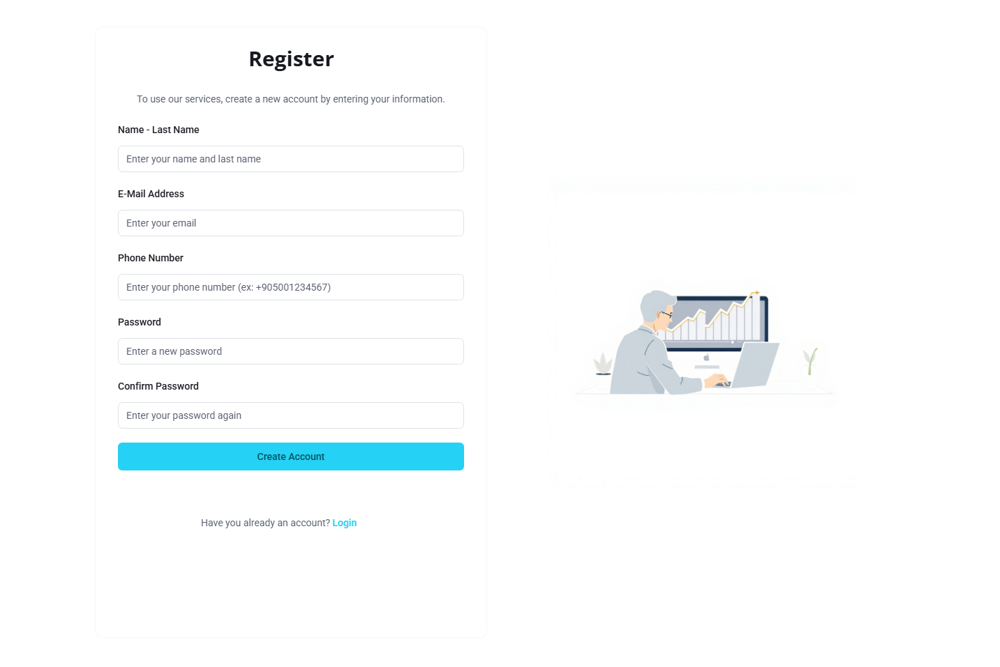 Register
To use our services, create a new account by entering your information.
Name - Last Name
Enter your name and last name
E-Mail Address
Enter your email
Phone Number
Enter your phone number (ex: +905001234567)
Password
Enter a new password
Confirm Password
Enter your password again
Create Account
Have you already an account? Login